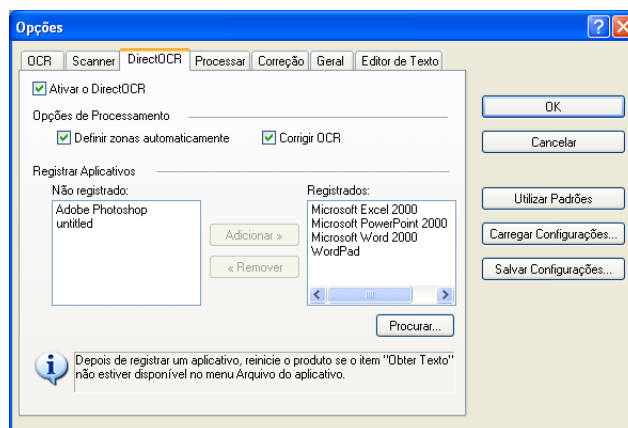 Opções
OCR Scanner DirectOCR Processar Correção Geral Editor de Texto
Ativar o DirectOCR
Opções de Processamento
Definir zonas automaticamente Corrigir OCR
Registrar Aplicativos
Não registrado: Registrados:
Adobe Photoshop
untitled
Adicionar »
« Remover
Microsoft Excel 2000
Microsoft PowerPoint 2000
Microsoft Word 2000
WordPad
Procurar...
Depois de registrar um aplicativo, reinicie o produto se o item "Obter Texto"
não estiver disponível no menu Arquivo do aplicativo.
OK
Cancelar
Utilizar Padrões
Carregar Configurações...
Salvar Configurações...